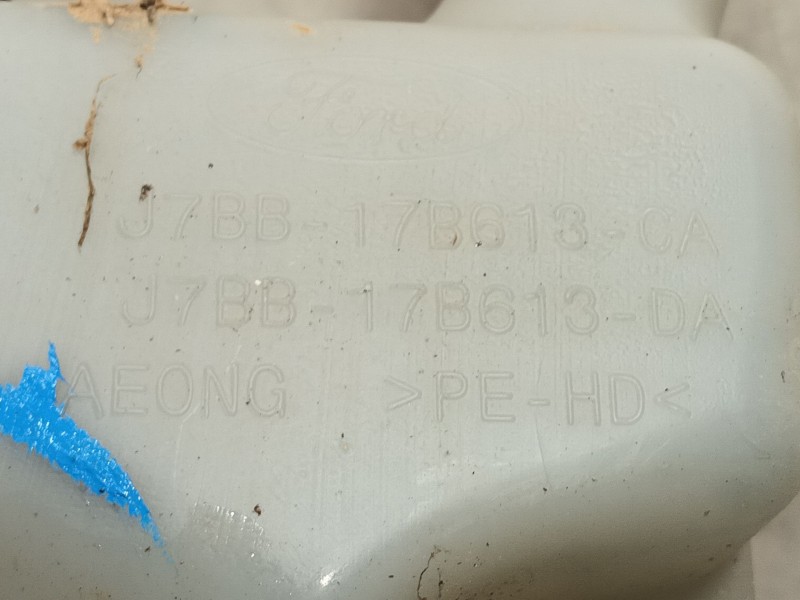 Ford
J7BB-17B613-CA
J7BB-17B613-DA
AEONG >PE-HD<